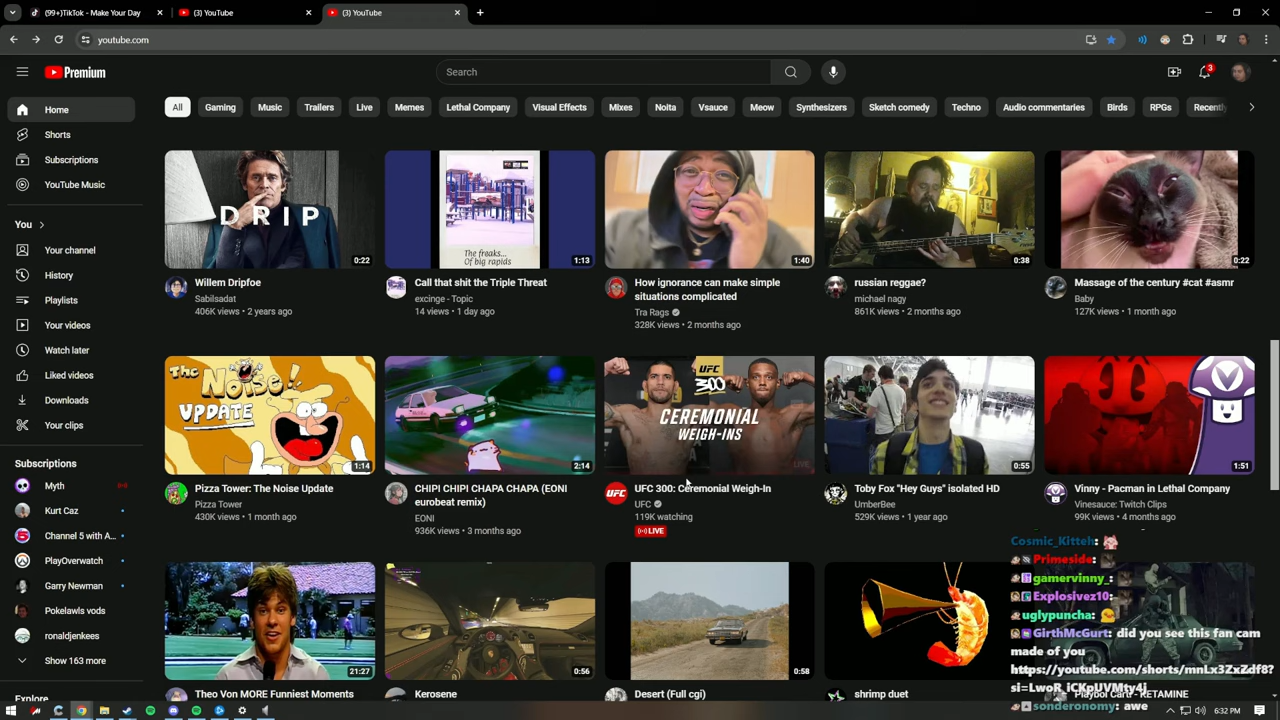 (99+)TikTok - Make Your Day
(3) YouTube
(3) YouTube
youtube.com
Premium
Search
3
Home
Shorts
Subscriptions
YouTube Music
You
Your channel
History
Playlists
Your videos
Watch later
Liked videos
Downloads
Your clips
Subscriptions
Myth
Kurt Caz
Channel 5 with A...
PlayOverwatch
Garry Newman
Pokelawls vods
ronaldjenkees
Show 163 more
Explore
All
Gaming
Music
Trailers
Live
Memes
Lethal Company
Visual Effects
Mixes
Noita
Vsauce
Meow
Synthesizers
Sketch comedy
Techno
Audio commentaries
Birds
RPGs
Recently
DRIP
0:22
Willem Dripfoe
Sabilsadat
406K views • 2 years ago
The freaks...
Of big rapids
1:13
Call that shit the Triple Threat
excinge - Topic
14 views • 1 day ago
1:40
How ignorance can make simple
situations complicated
Tra Rags
328K views • 2 months ago
0:38
russian reggae?
michael nagy
861K views • 2 months ago
0:22
Massage of the century #cat #asmr
Baby
127K views • 1 month ago
The
Noise!
UPDATE
1:14
Pizza Tower: The Noise Update
Pizza Tower
430K views • 1 month ago
2:14
CHIPI CHIPI CHAPA CHAPA (EONI
eurobeat remix)
EONI
936K views • 3 months ago
UFC
300
CEREMONIAL
WEIGH-INS
LIVE
UFC
UFC 300: Ceremonial Weigh-In
UFC
119K watching
LIVE
0:55
Toby Fox "Hey Guys" isolated HD
UmberBee
529K views • 1 year ago
1:51
Vinny - Pacman in Lethal Company
Vinesauce: Twitch Clips
99K views • 4 months ago
21:27
Theo Von MORE Funniest Moments
0:56
Kerosene
0:58
Desert (Full cgi)
shrimp duet
Playboi Carti - KETAMINE
Cosmic_Kitteh:
Primeside:
gamervinny_:
Explosivez10:
uglypuncha:
GirthMcGurt: did you see this fan cam
made of you
https://youtube.com/shorts/mnLx3ZxZdf8?
si=LwoR_iCKpUVMty4j
sonderonomy: awe
6:32 PM